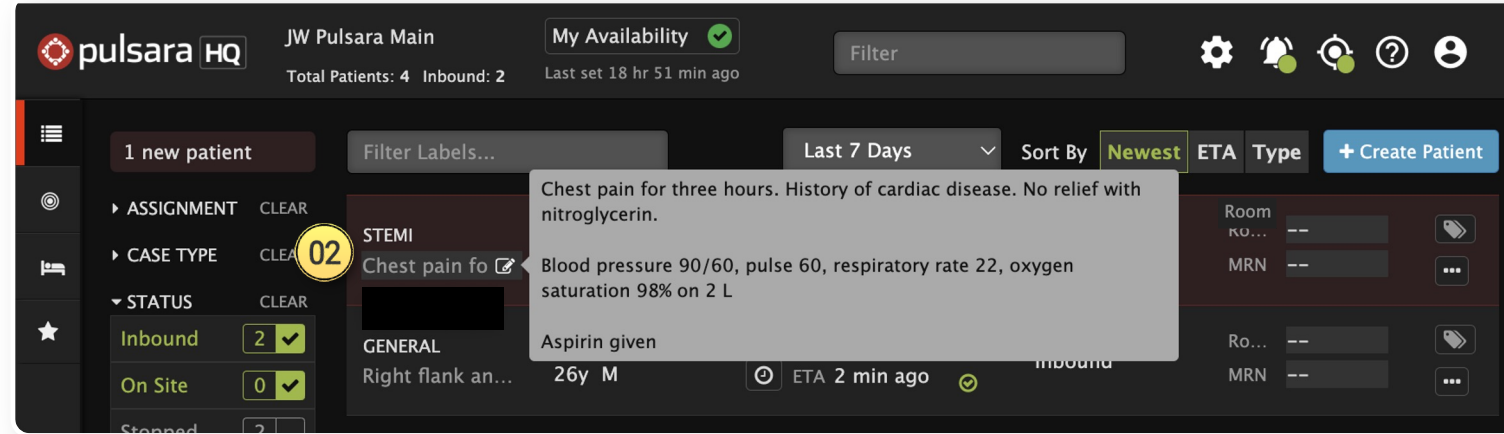 pulsara HQ
JW Pulsara Main
Total Patients: 4 Inbound: 2
My Availability
Last set 18 hr 51 min ago
Filter
1 new patient
Filter Labels...
Last 7 Days
Sort By Newest ETA Type
+ Create Patient
ASSIGNMENT CLEAR
CASE TYPE
STATUS CLEAR
Inbound 2
On Site 0
Stopped 2
02
STEMI
Chest pain fo
Chest pain for three hours. History of cardiac disease. No relief with
nitroglycerin.
Blood pressure 90/60, pulse 60, respiratory rate 22, oxygen
saturation 98% on 2 L
Aspirin given
Room
Ro... --
MRN --
GENERAL
Right flank an...
26y M
ETA 2 min ago
Inbound
Ro... --
MRN --